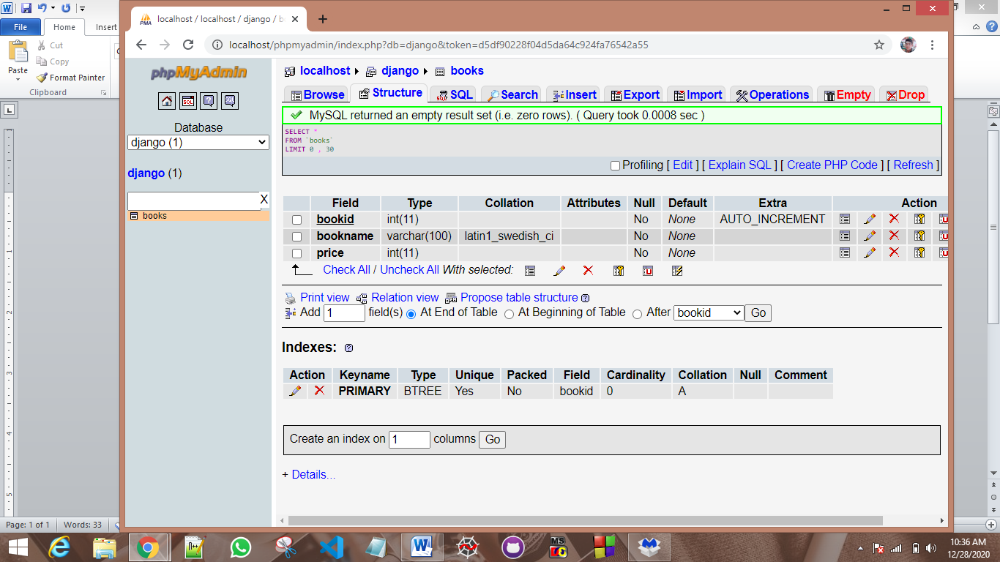 File Home Insert
Cut
Copy
Paste
Format Painter
Clipboard
PMA
localhost / localhost / django / b
localhost/phpmyadmin/index.php?db=django&token=d5df90228f04d5da64c924fa76542a55
phpMyAdmin
SQL
Database
django (1)
django (1)
X
books
localhost django books
Browse Structure SQL Search Insert Export Import Operations Empty Drop
MySQL returned an empty result set (i.e. zero rows). ( Query took 0.0008 sec )
SELECT *
FROM `books`
LIMIT 0 , 30
Profiling [ Edit ] [ Explain SQL ] [ Create PHP Code ] [ Refresh ]
Field Type Collation Attributes Null Default Extra Action
bookid int(11) No None AUTO_INCREMENT
bookname varchar(100) latin1_swedish_ci No None
price int(11) No None
Check All / Uncheck All With selected:
Print view Relation view Propose table structure
Add 1 field(s) At End of Table At Beginning of Table After bookid Go
Indexes:
Action Keyname Type Unique Packed Field Cardinality Collation Null Comment
PRIMARY BTREE Yes No bookid 0 A
Create an index on 1 columns Go
+ Details...
Page: 1 of 1 Words: 33
10:36 AM
12/28/2020